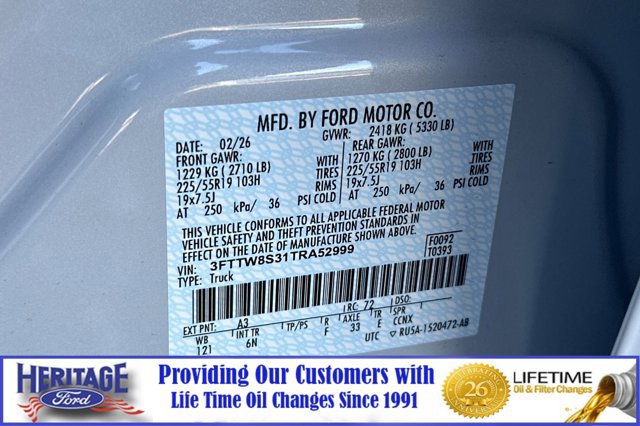 MFD. BY FORD MOTOR CO.
DATE: 02/26 GVWR: 2418 KG ( 5330 LB)
FRONT GAWR: REAR GAWR:
1229 KG ( 2710 LB) WITH 1270 KG ( 2800 LB) WITH
225/55R19 103H TIRES 225/55R19 103H TIRES
19x7.5J RIMS 19x7.5J RIMS
AT 250 kPa/ 36 PSI COLD AT 250 kPa/ 36 PSI COLD
THIS VEHICLE CONFORMS TO ALL APPLICABLE FEDERAL MOTOR
VEHICLE SAFETY AND THEFT PREVENTION STANDARDS IN
EFFECT ON THE DATE OF MANUFACTURE SHOWN ABOVE.
VIN: 3FTTW8S31TRA52999 F0092
TYPE: Truck T0393
EXT PNT: A3 RC: 72 DSO:
WB INT TR TP/PS R AXLE TR SPR
121 6N F 33 E CCNX
UTC RU5A-1520472-AB
HERITAGE
Ford
Providing Our Customers with
Life Time Oil Changes Since 1991
26
LIFETIME
Oil & Filter Changes